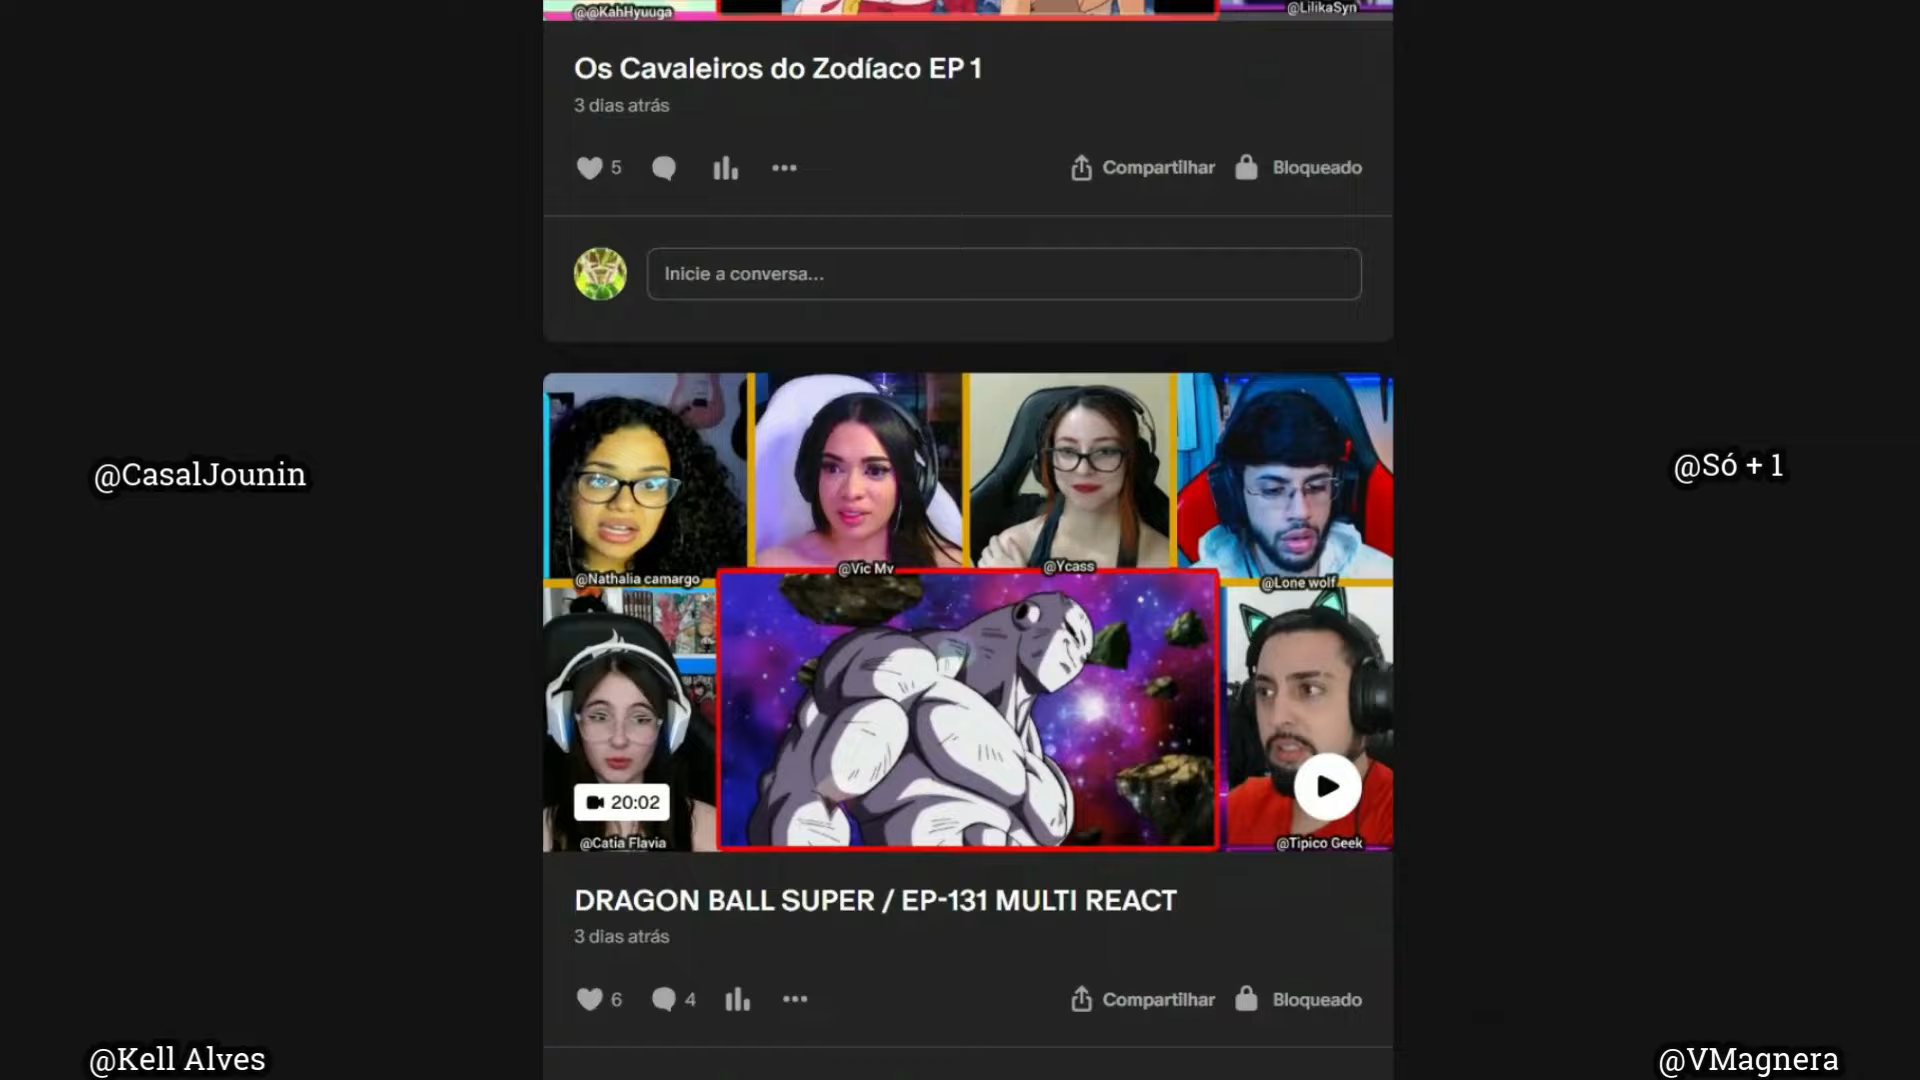 @@KahHyuuga
@LilikaSyn
Os Cavaleiros do Zodíaco EP 1
3 dias atrás
5
Compartilhar
Bloqueado
Inicie a conversa...
@CasalJounin
@Só + 1
@Nathalia camargo
@Vic Mv
@Ycass
@Lone wolf
20:02
@Catia Flavia
@Tipico Geek
DRAGON BALL SUPER / EP-131 MULTI REACT
3 dias atrás
6
4
Compartilhar
Bloqueado
@Kell Alves
@VMagnera